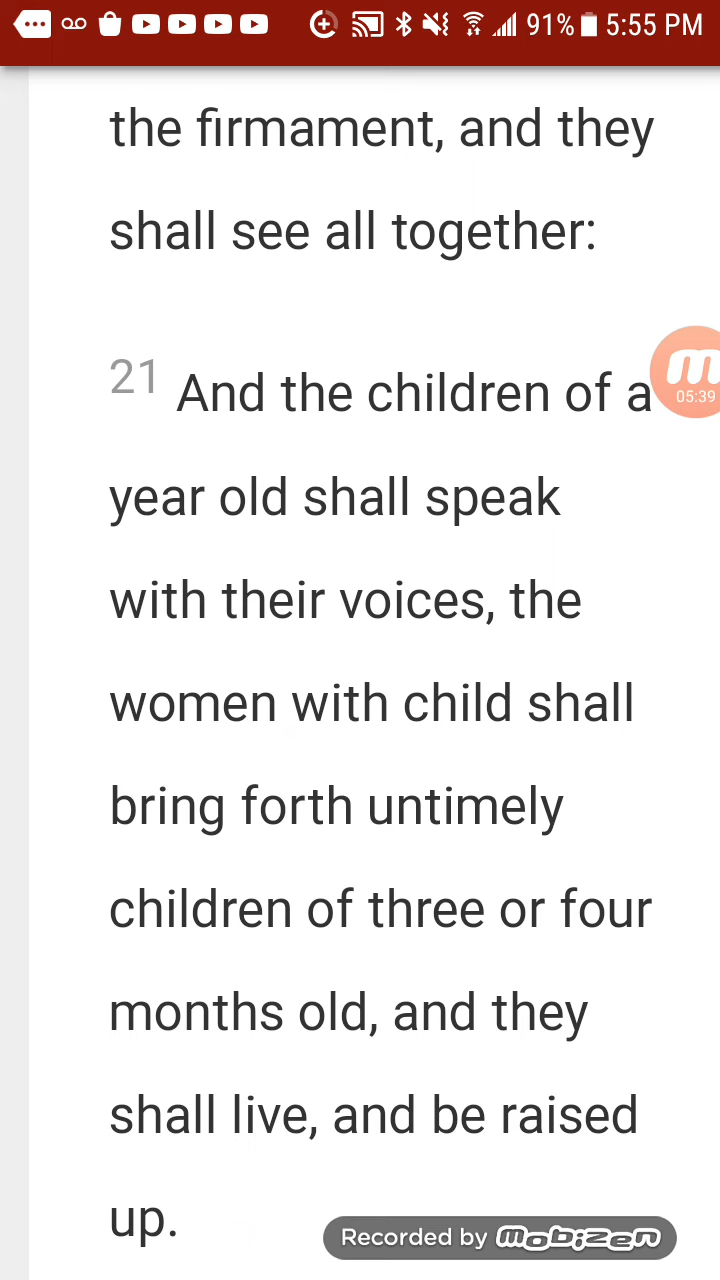 91% 5:55 PM
the firmament, and they
shall see all together:
21 And the children of a
m
05:39
year old shall speak
with their voices, the
women with child shall
bring forth untimely
children of three or four
months old, and they
shall live, and be raised
up.
Recorded by mobizen